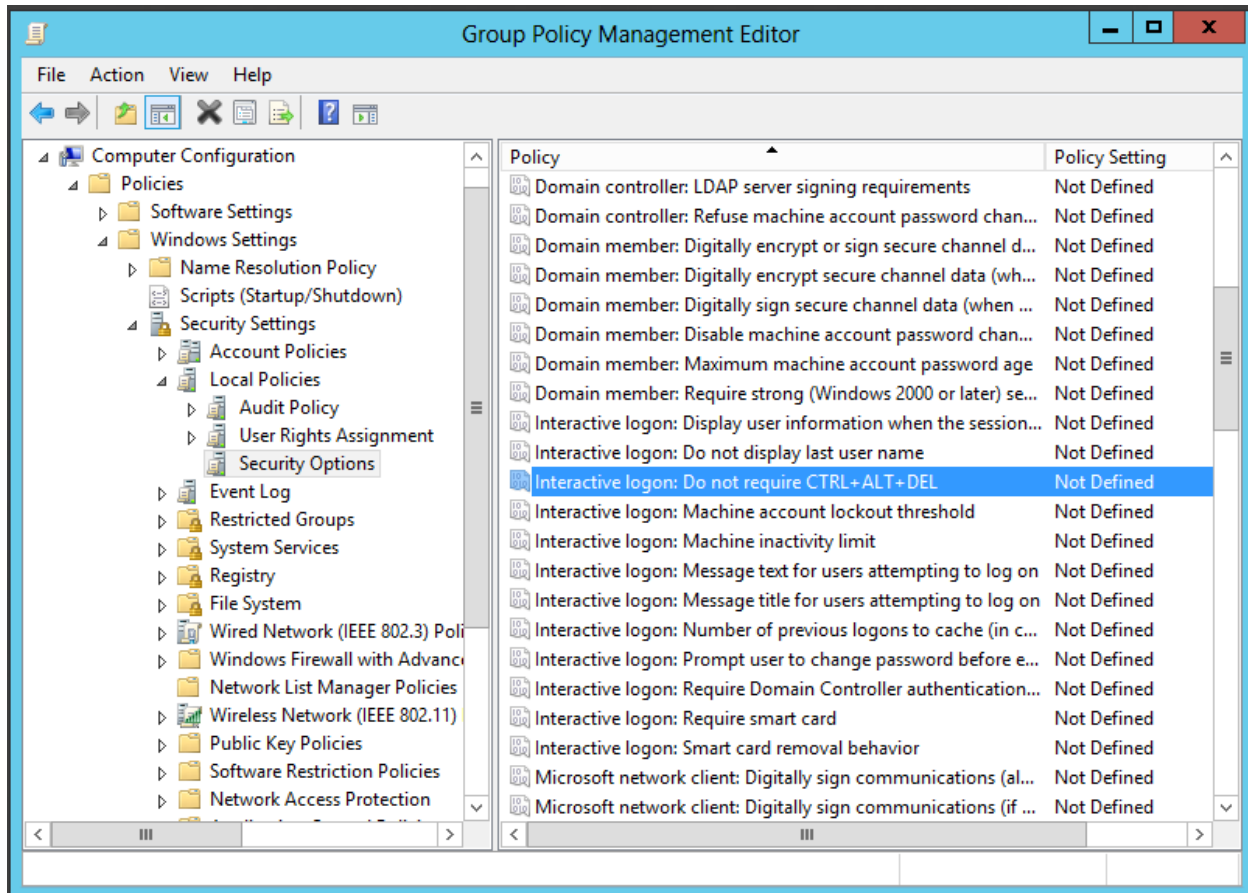 Group Policy Management Editor
File Action View Help
Computer Configuration
Policies
Software Settings
Windows Settings
Name Resolution Policy
Scripts (Startup/Shutdown)
Security Settings
Account Policies
Local Policies
Audit Policy
User Rights Assignment
Security Options
Event Log
Restricted Groups
System Services
Registry
File System
Wired Network (IEEE 802.3) Poli
Windows Firewall with Advanc
Network List Manager Policies
Wireless Network (IEEE 802.11)
Public Key Policies
Software Restriction Policies
Network Access Protection
Policy Policy Setting
Domain controller: LDAP server signing requirements Not Defined
Domain controller: Refuse machine account password chan... Not Defined
Domain member: Digitally encrypt or sign secure channel d... Not Defined
Domain member: Digitally encrypt secure channel data (wh... Not Defined
Domain member: Digitally sign secure channel data (when ... Not Defined
Domain member: Disable machine account password chan... Not Defined
Domain member: Maximum machine account password age Not Defined
Domain member: Require strong (Windows 2000 or later) se... Not Defined
Interactive logon: Display user information when the session... Not Defined
Interactive logon: Do not display last user name Not Defined
Interactive logon: Do not require CTRL+ALT+DEL Not Defined
Interactive logon: Machine account lockout threshold Not Defined
Interactive logon: Machine inactivity limit Not Defined
Interactive logon: Message text for users attempting to log on Not Defined
Interactive logon: Message title for users attempting to log on Not Defined
Interactive logon: Number of previous logons to cache (in c... Not Defined
Interactive logon: Prompt user to change password before e... Not Defined
Interactive logon: Require Domain Controller authentication... Not Defined
Interactive logon: Require smart card Not Defined
Interactive logon: Smart card removal behavior Not Defined
Microsoft network client: Digitally sign communications (al... Not Defined
Microsoft network client: Digitally sign communications (if ... Not Defined